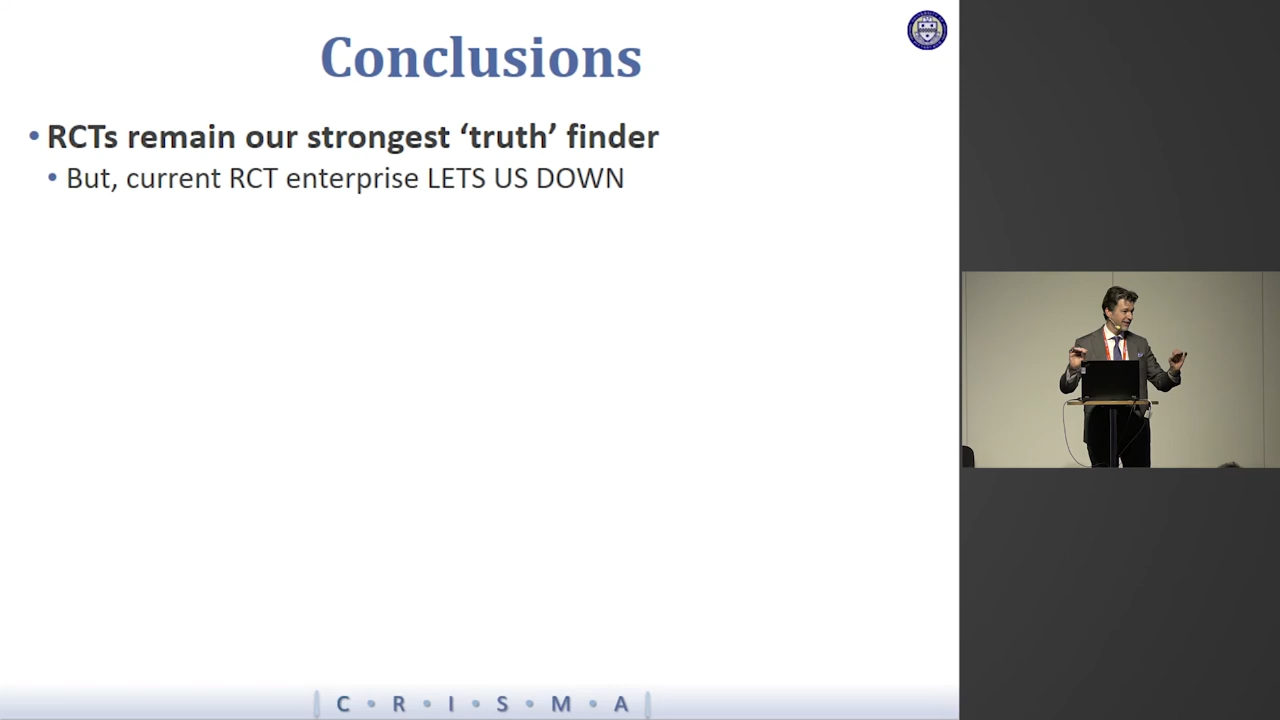 Conclusions
• RCTs remain our strongest ‘truth’ finder
• But, current RCT enterprise LETS US DOWN
| C • R • I • S • M • A |